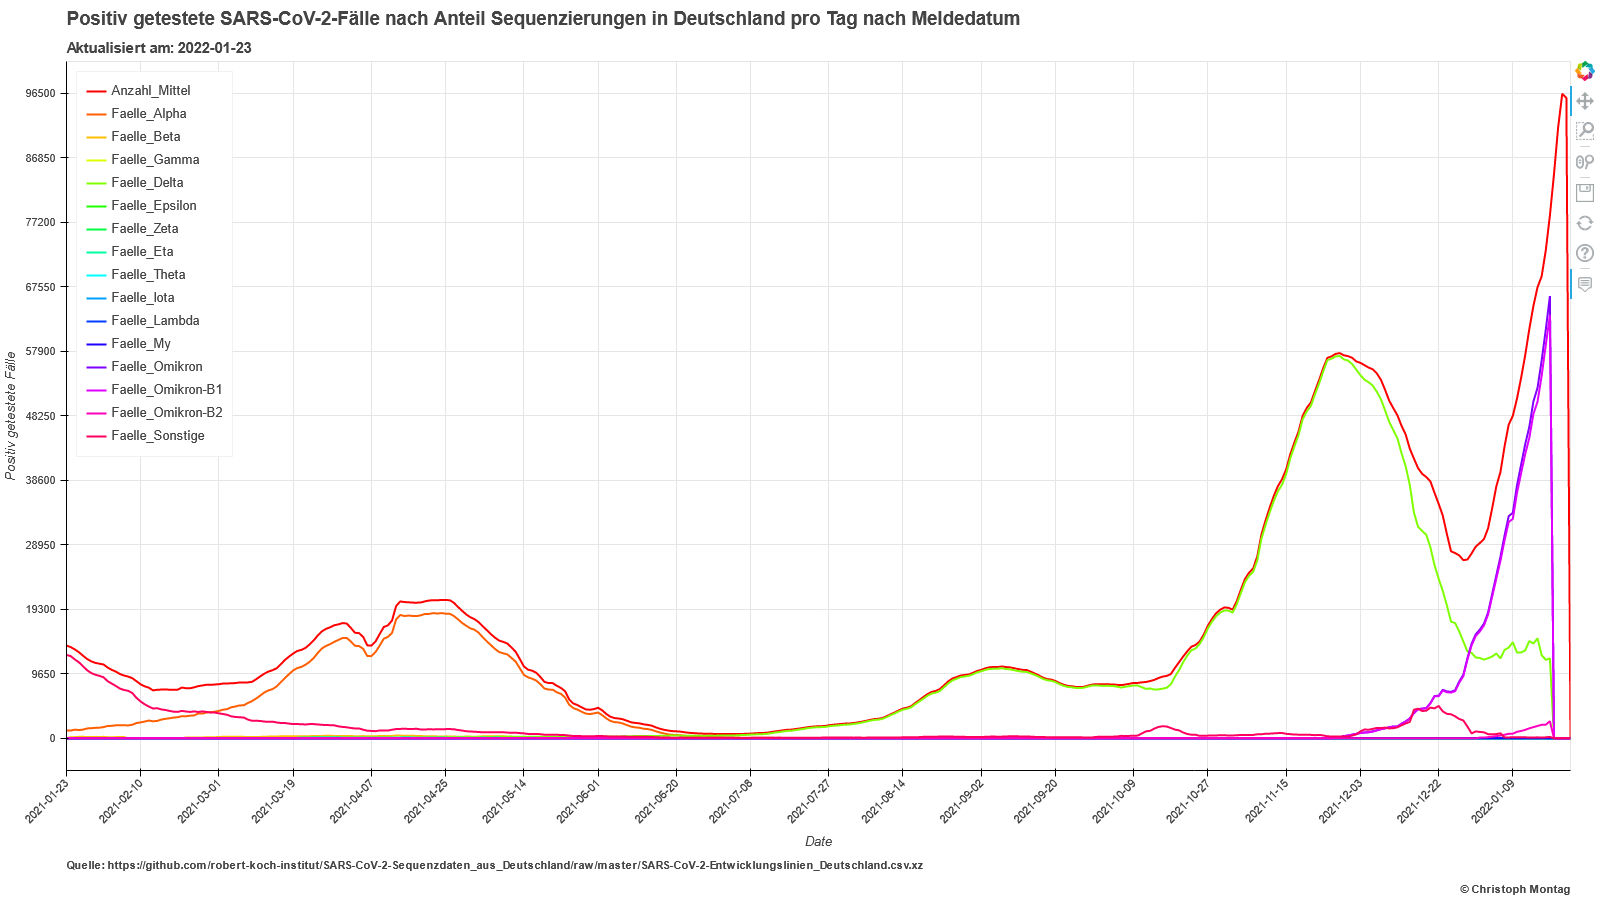 Positiv getestete SARS-CoV-2-Fälle nach Anteil Sequenzierungen in Deutschland pro Tag nach Meldedatum
Aktualisiert am: 2022-01-23
Anzahl_Mittel
Faelle_Alpha
Faelle_Beta
Faelle_Gamma
Faelle_Delta
Faelle_Epsilon
Faelle_Zeta
Faelle_Eta
Faelle_Theta
Faelle_Iota
Faelle_Lambda
Faelle_My
Faelle_Omikron
Faelle_Omikron-B1
Faelle_Omikron-B2
Faelle_Sonstige
96500
86850
77200
67550
57900
48250
38600
28950
19300
9650
0
Positiv getestete Fälle
2021-01-23
2021-02-10
2021-03-01
2021-03-19
2021-04-07
2021-04-25
2021-05-14
2021-06-01
2021-06-20
2021-07-08
2021-07-27
2021-08-14
2021-09-02
2021-09-20
2021-10-09
2021-10-27
2021-11-15
2021-12-03
2021-12-22
2022-01-09
Date
Quelle: https://github.com/robert-koch-institut/SARS-CoV-2-Sequenzdaten_aus_Deutschland/raw/master/SARS-CoV-2-Entwicklungslinien_Deutschland.csv.xz
© Christoph Montag